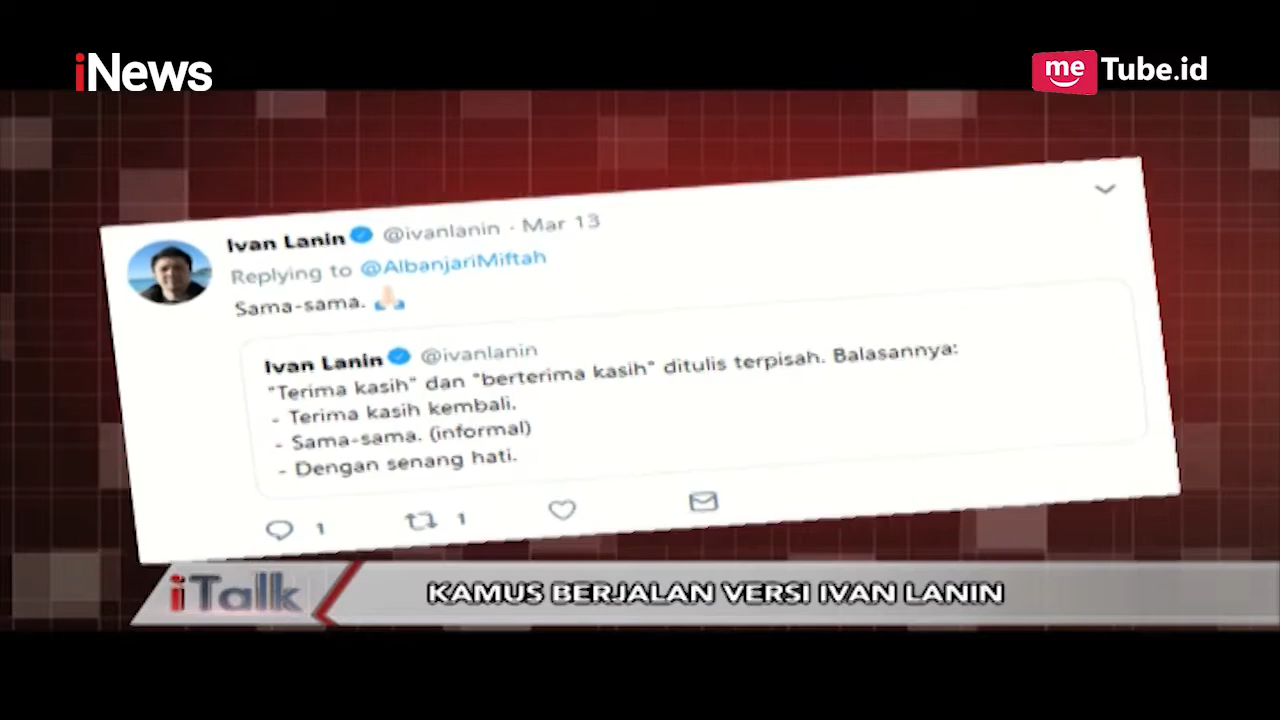 iNews
me Tube.id
Ivan Lanin @ivanlanin · Mar 13
Replying to @AlbanjariMiftah
Sama-sama. 🙏🏻
Ivan Lanin @ivanlanin
"Terima kasih" dan "berterima kasih" ditulis terpisah. Balasannya:
- Terima kasih kembali.
- Sama-sama. (informal)
- Dengan senang hati.
1 1
iTalk KAMUS BERJALAN VERSI IVAN LANIN